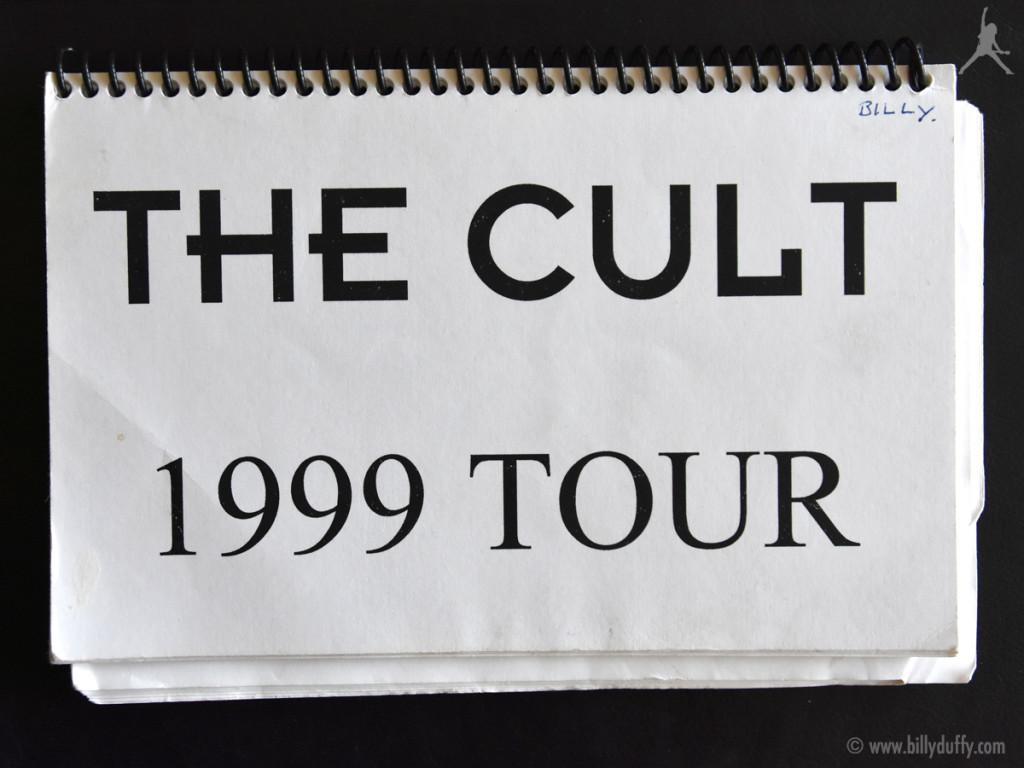 BILLY.
THE CULT
1999 TOUR
© www.billyduffy.com